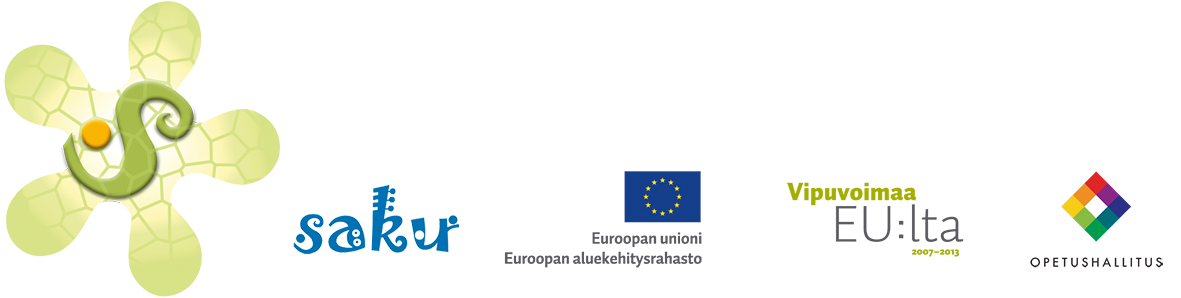 saku
Euroopan unioni
Euroopan aluekehitysrahasto
Vipuvoimaa
EU:lta
2007–2013
OPETUSHALLITUS